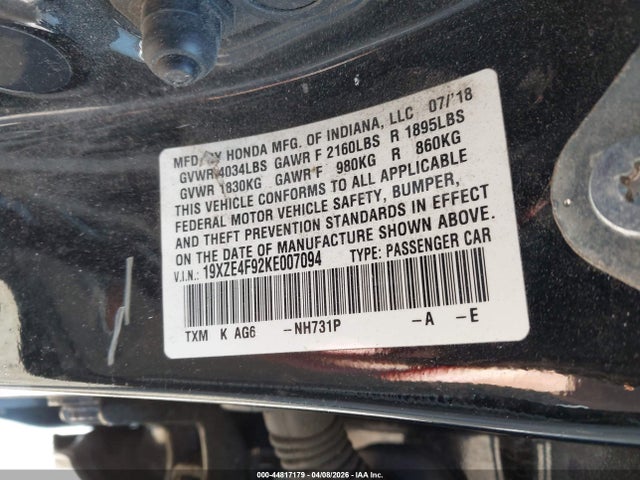 MFD. BY HONDA MFG. OF INDIANA, LLC 07/'18
GVWR 4034LBS GAWR F 2160LBS R 1895LBS
GVWR 1830KG GAWR F 980KG R 860KG
THIS VEHICLE CONFORMS TO ALL APPLICABLE
FEDERAL MOTOR VEHICLE SAFETY, BUMPER,
AND THEFT PREVENTION STANDARDS IN EFFECT
ON THE DATE OF MANUFACTURE SHOWN ABOVE.
V.I.N.: 19XZE4F92KE007094 TYPE: PASSENGER CAR
TXM K AG6 -NH731P -A -E
000-44817179 - 04/08/2026 - IAA Inc.